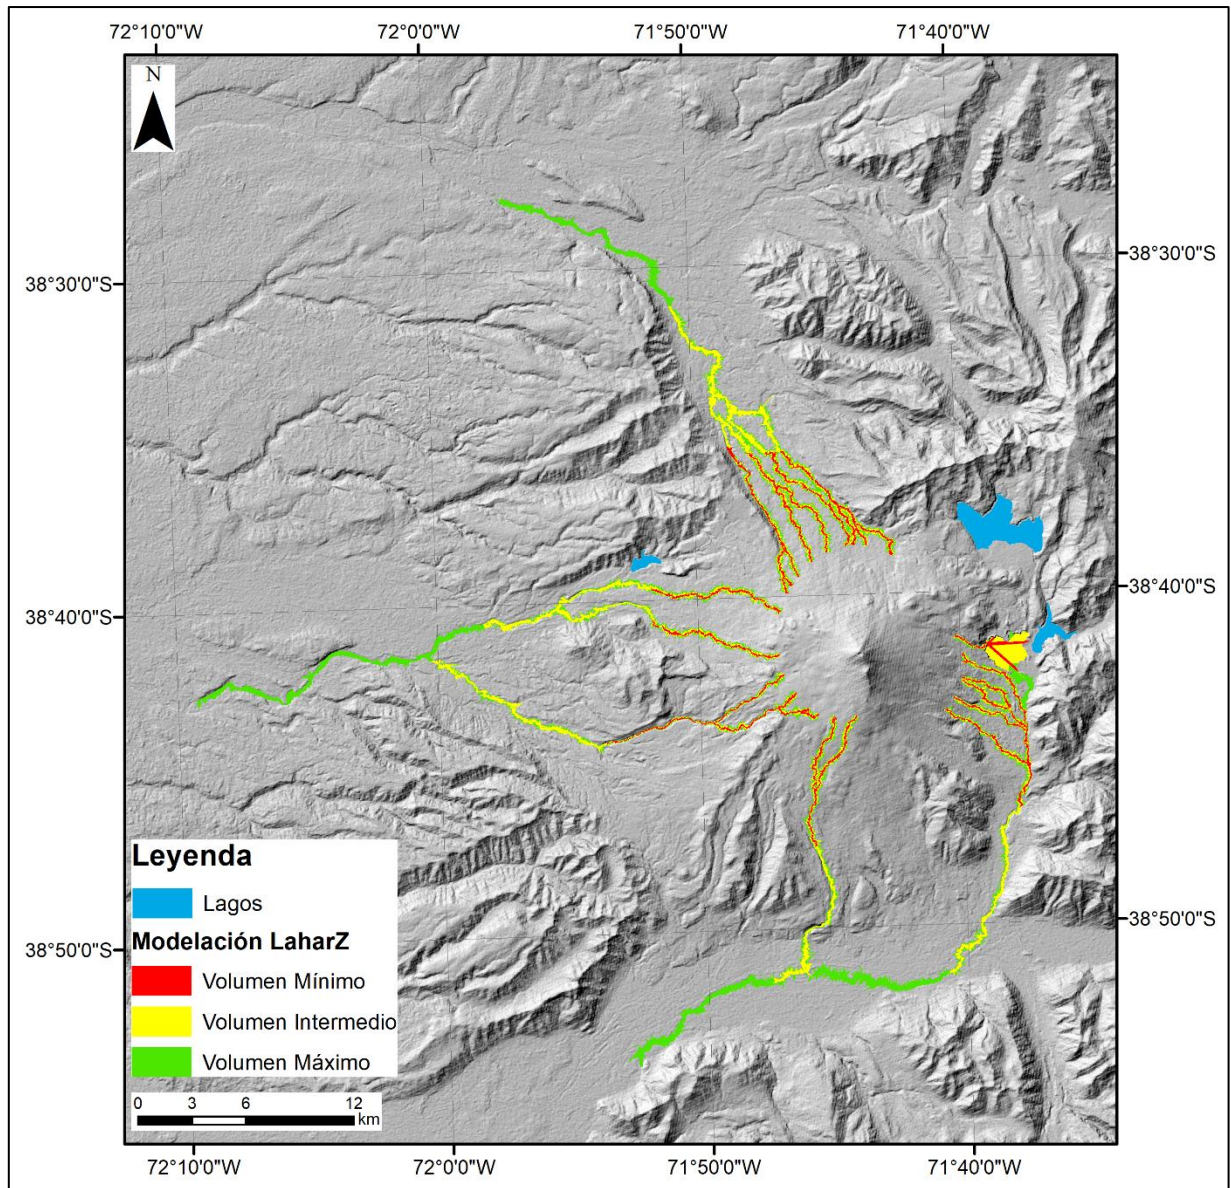 72°10'0"W 72°0'0"W 71°50'0"W 71°40'0"W
N
38°30'0"S
38°30'0"S
38°40'0"S
38°40'0"S
38°50'0"S
38°50'0"S
Leyenda
Lagos
Modelación LaharZ
Volumen Mínimo
Volumen Intermedio
Volumen Máximo
0 3 6 12
km
72°10'0"W 72°0'0"W 71°50'0"W 71°40'0"W